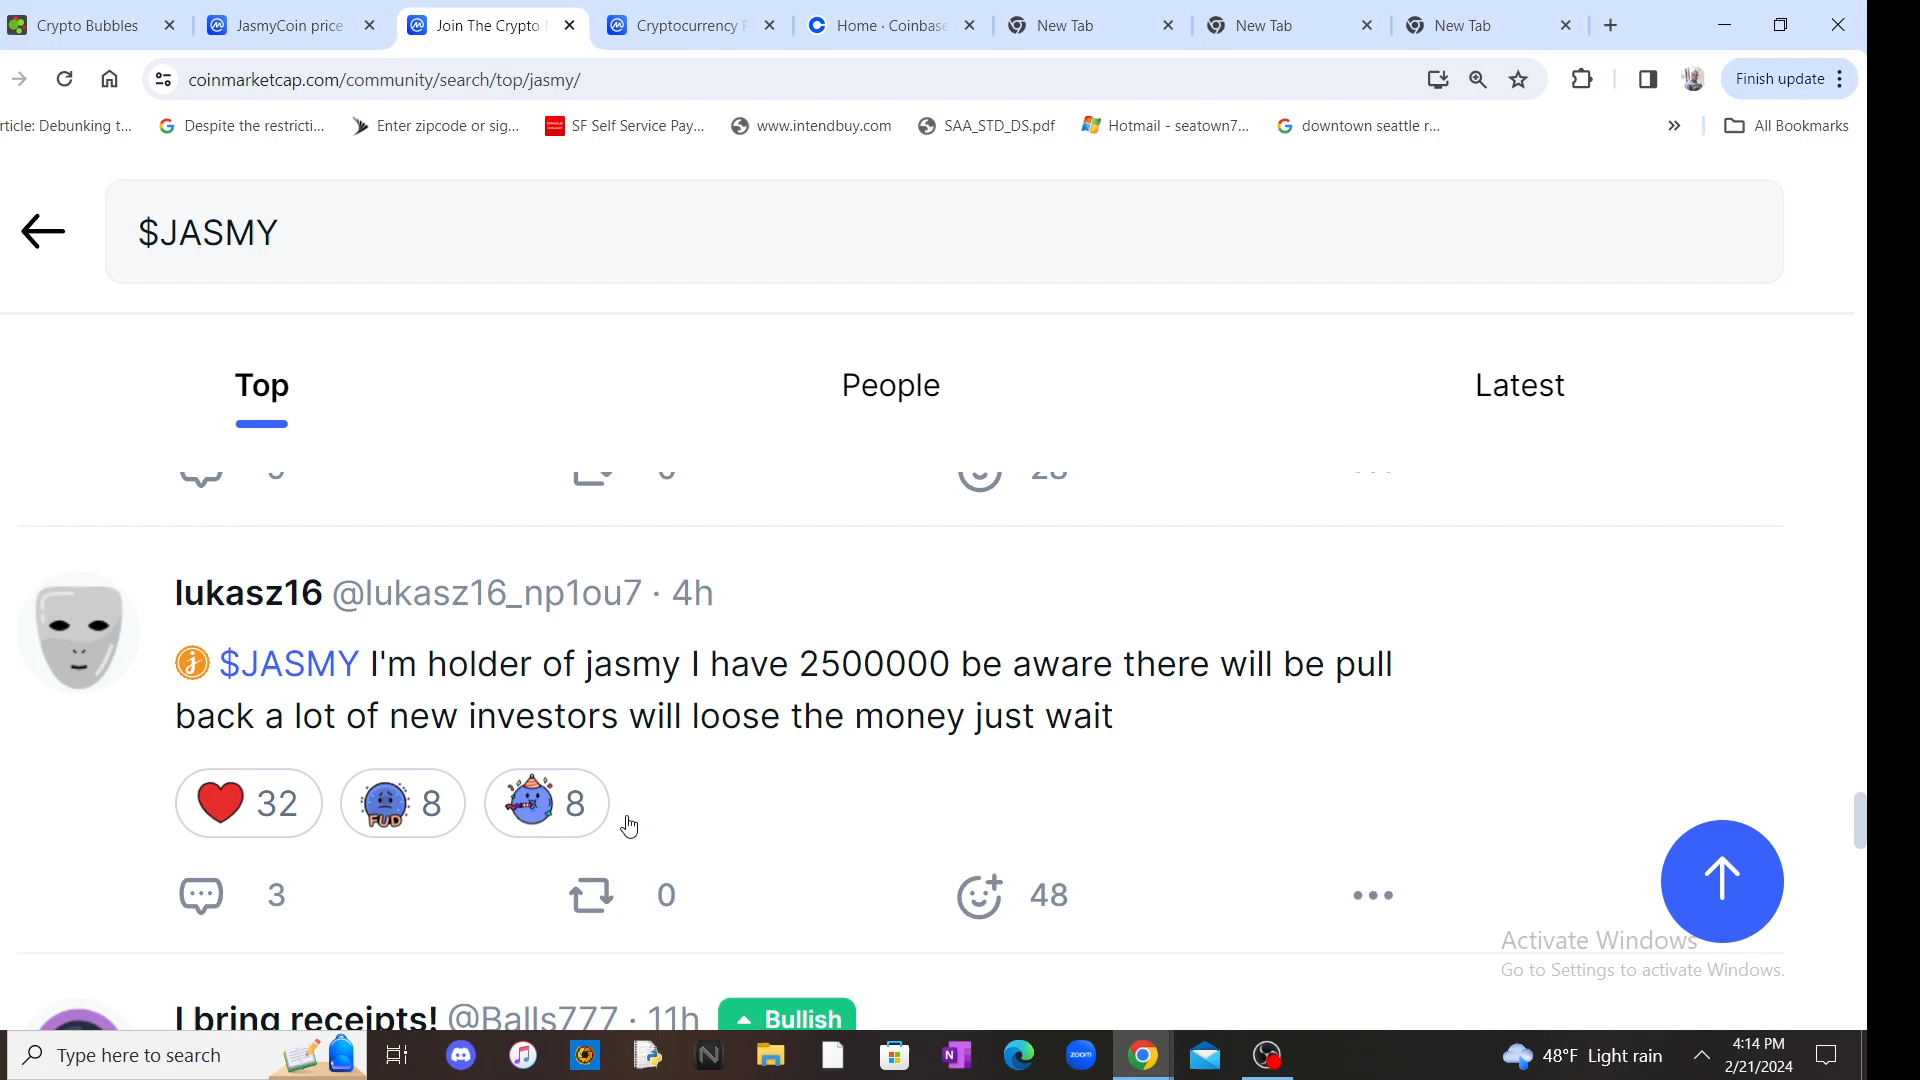 Crypto Bubbles
JasmyCoin price
Join The Crypto
Cryptocurrency
Home · Coinbase
New Tab
New Tab
New Tab
coinmarketcap.com/community/search/top/jasmy/
Finish update
rticle: Debunking t...
Despite the restricti...
Enter zipcode or sig...
SF Self Service Pay...
www.intendbuy.com
SAA_STD_DS.pdf
Hotmail - seatown7...
downtown seattle r...
»
All Bookmarks
$JASMY
Top
People
Latest
lukasz16 @lukasz16_np1ou7 · 4h
$JASMY I'm holder of jasmy I have 2500000 be aware there will be pull
back a lot of new investors will loose the money just wait
32
FUD
8
8
3
0
48
Activate Windows
Go to Settings to activate Windows.
I bring receipts! @Balls777 · 11h
Bullish
Type here to search
N
N
zoom
48°F Light rain
4:14 PM
2/21/2024